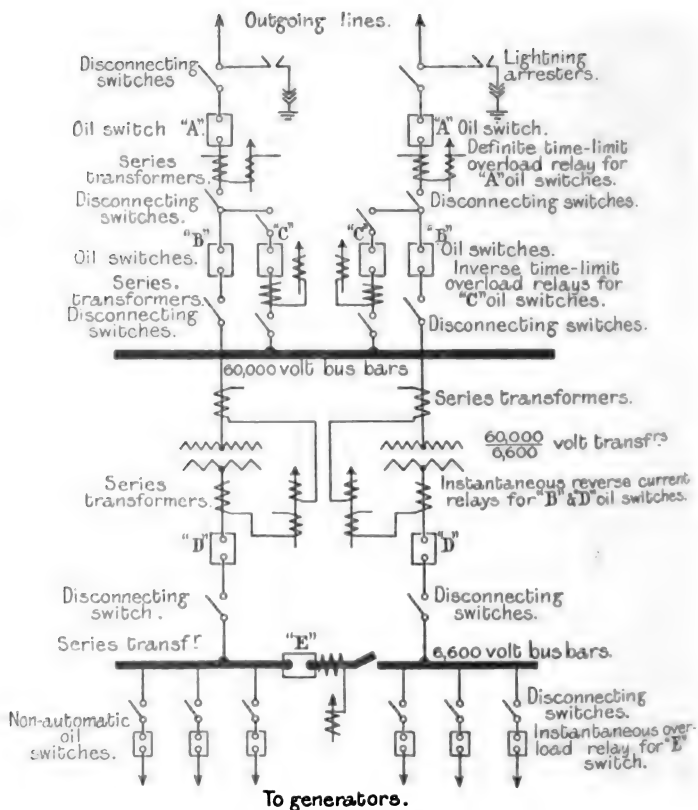 Outgoing lines.
Disconnecting
switches
Lightning
arresters.
Oil switch "A".
"A" Oil switch.
Series
transformers.
Definite time-limit
overload relay for
"A" oil switches.
Disconnecting
switches.
Disconnecting switches.
"B"
"C"
"C"
"B"
Oil switches.
Oil switches.
Series.
transformers.
Inverse time-limit
overload relays for
"C" oil switches.
Disconnecting
switches.
Disconnecting switches.
60,000 volt bus bars
Series transformers.
60,000
6,600
volt transfrs
Series
transformers.
Instantaneous reverse current
relays for "B" & "D" oil switches.
"D"
"D"
Disconnecting
switch.
Disconnecting
switches.
Series transf.r
"E"
6,600 volt bus bars.
Non-automatic
oil
switches.
Disconnecting
switches.
Instantaneous over-
load relay for "E"
switch.
To generators.